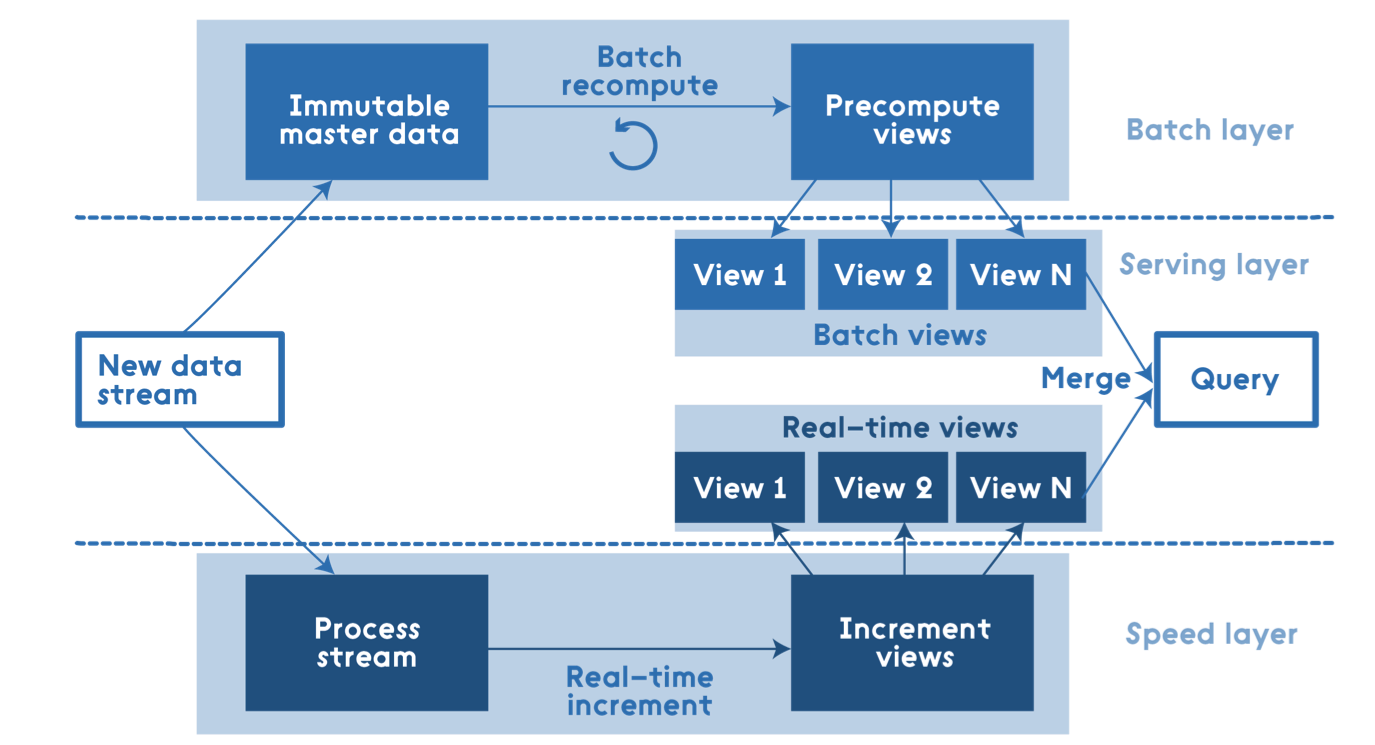 Batch
recompute
Immutable
master data
Precompute
views
Batch layer
View 1
View 2
View N
Serving layer
Batch views
New data
stream
Merge
Query
Real-time views
View 1
View 2
View N
Process
stream
Increment
views
Speed layer
Real-time
increment